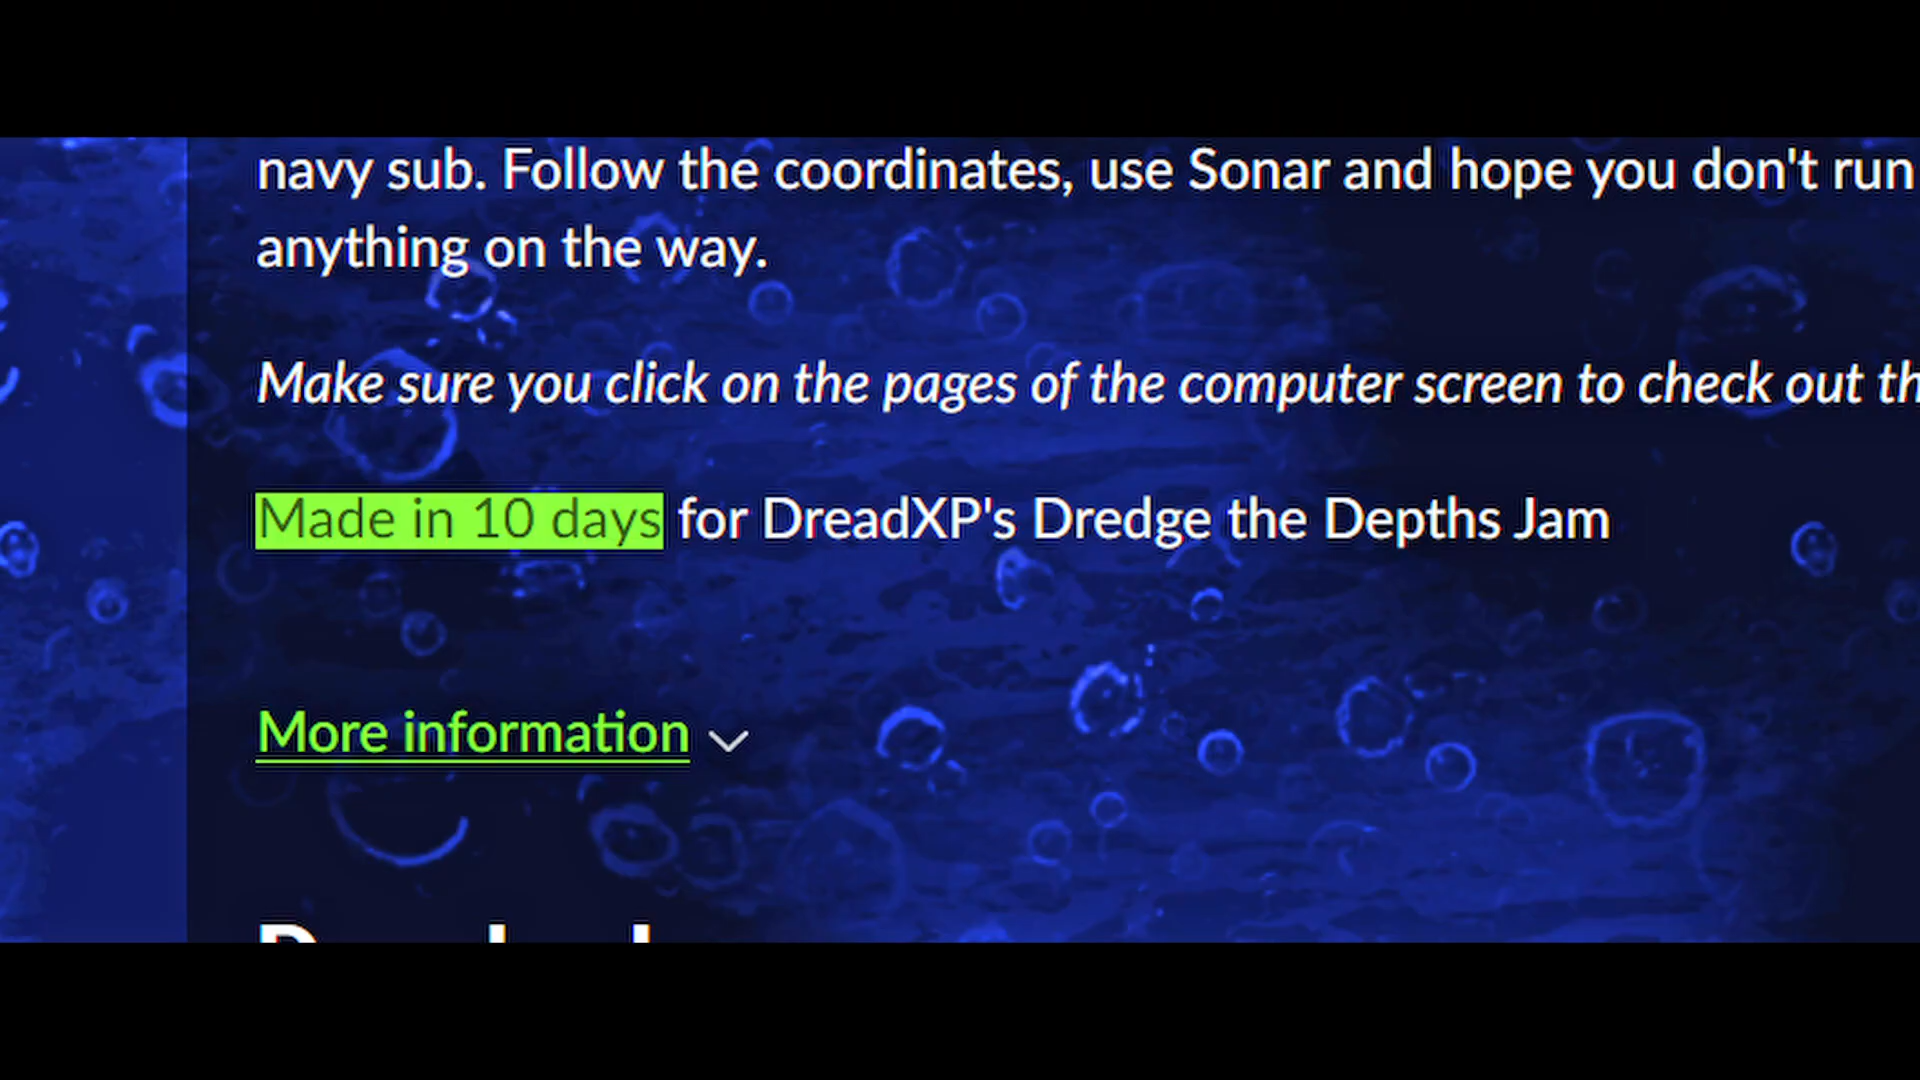 navy sub. Follow the coordinates, use Sonar and hope you don't run
anything on the way.
Make sure you click on the pages of the computer screen to check out th
Made in 10 days for DreadXP's Dredge the Depths Jam
More information